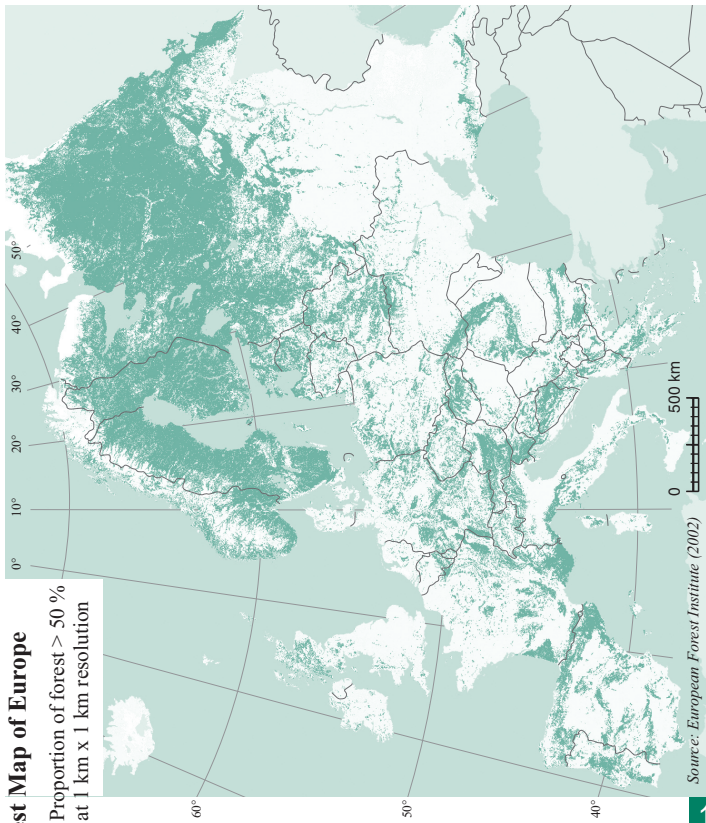 st Map of Europe
Proportion of forest > 50 %
at 1 km x 1 km resolution
0°
10°
20°
30°
40°
50°
60°
50°
40°
0
500 km
Source: European Forest Institute (2002)
1